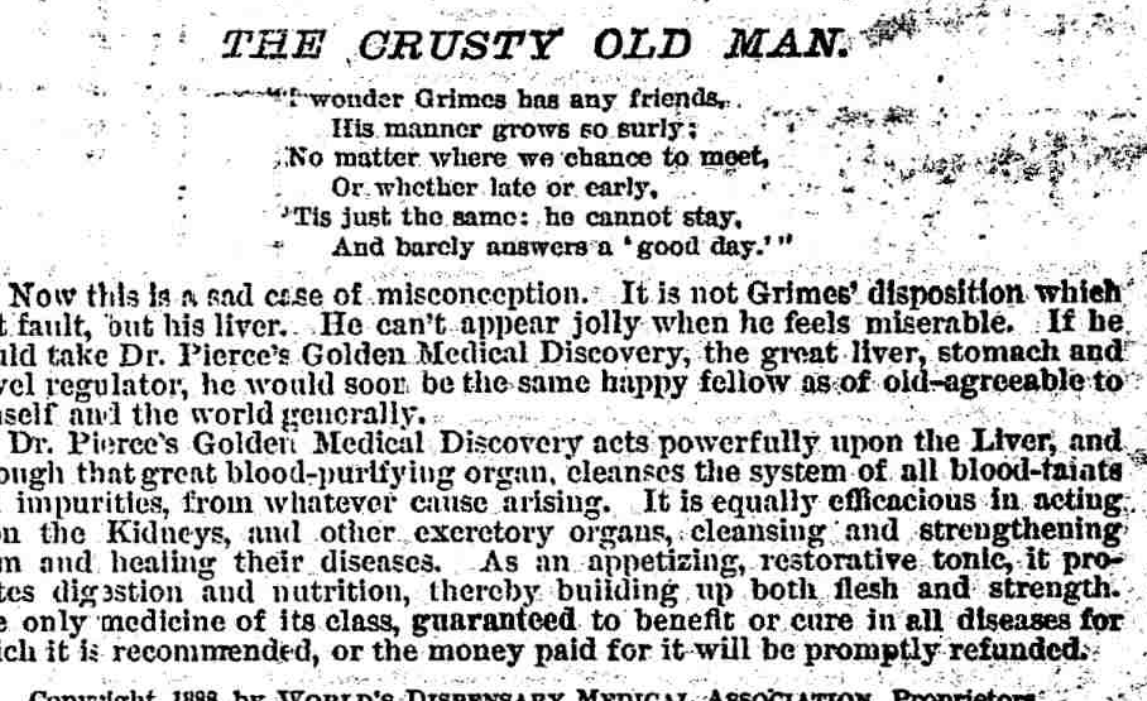 THE CRUSTY OLD MAN.
"I wonder Grimes has any friends,
His manner grows so surly;
No matter where we chance to meet,
Or whether late or early,
'Tis just the same: he cannot stay,
And barely answers a 'good day.'"
Now this is a sad case of misconception. It is not Grimes' disposition which
t fault, but his liver. He can't appear jolly when he feels miserable. If he
uld take Dr. Pierce's Golden Medical Discovery, the great liver, stomach and
vel regulator, he would soon be the same happy fellow as of old-agreeable to
nself and the world generally.
Dr. Pierce's Golden Medical Discovery acts powerfully upon the Liver, and
ough that great blood-purifying organ, cleanses the system of all blood-taints
impurities, from whatever cause arising. It is equally efficacious in acting
on the Kidneys, and other excretory organs, cleansing and strengthening
m and healing their diseases. As an appetizing, restorative tonic, it pro-
tes digestion and nutrition, thereby building up both flesh and strength.
e only medicine of its class, guaranteed to benefit or cure in all diseases for
ich it is recommended, or the money paid for it will be promptly refunded.
Copyright, 1888, by WORLD'S DISPENSARY MEDICAL ASSOCIATION, Proprietors